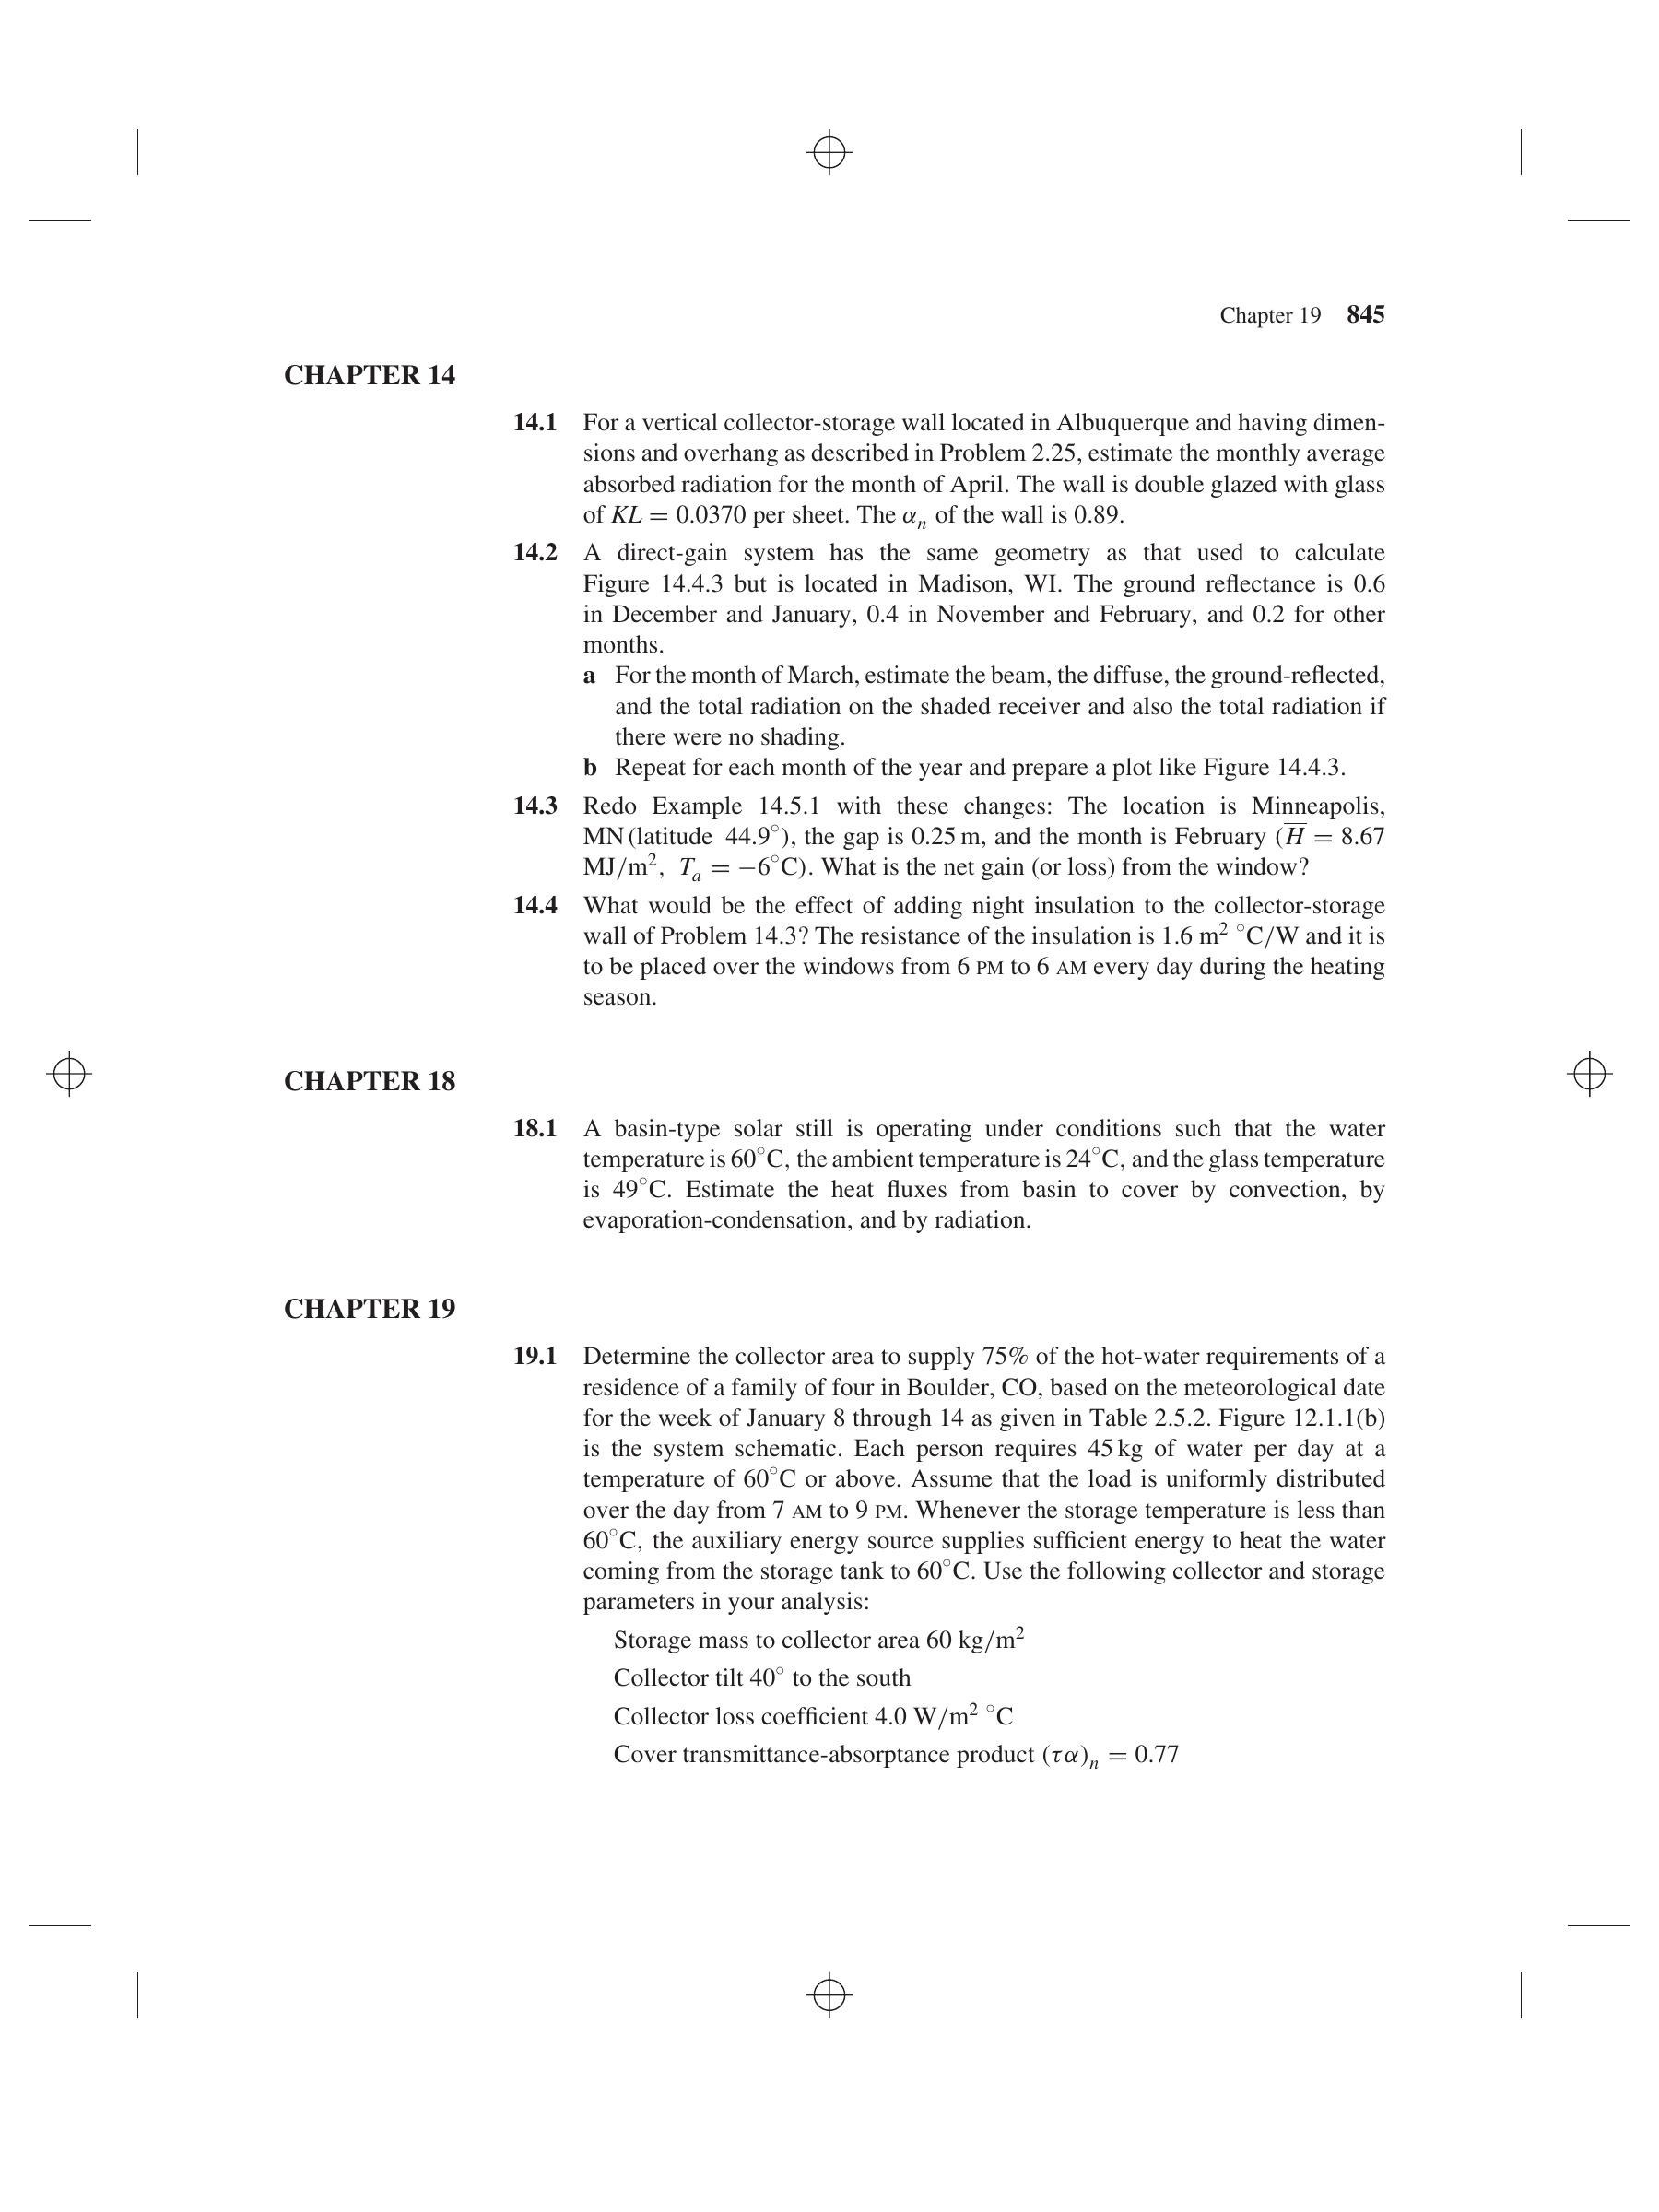 Chapter 19 845
CHAPTER 14
14.1 For a vertical collector-storage wall located in Albuquerque and having dimen-
sions and overhang as described in Problem 2.25, estimate the monthly average
absorbed radiation for the month of April. The wall is double glazed with glass
of KL = 0.0370 per sheet. The αₙ of the wall is 0.89.
14.2 A direct-gain system has the same geometry as that used to calculate
Figure 14.4.3 but is located in Madison, WI. The ground reflectance is 0.6
in December and January, 0.4 in November and February, and 0.2 for other
months.
a For the month of March, estimate the beam, the diffuse, the ground-reflected,
and the total radiation on the shaded receiver and also the total radiation if
there were no shading.
b Repeat for each month of the year and prepare a plot like Figure 14.4.3.
14.3 Redo Example 14.5.1 with these changes: The location is Minneapolis,
MN (latitude 44.9°), the gap is 0.25 m, and the month is February (H̅ = 8.67
MJ/m², Tₐ = −6°C). What is the net gain (or loss) from the window?
14.4 What would be the effect of adding night insulation to the collector-storage
wall of Problem 14.3? The resistance of the insulation is 1.6 m² °C/W and it is
to be placed over the windows from 6 PM to 6 AM every day during the heating
season.
CHAPTER 18
18.1 A basin-type solar still is operating under conditions such that the water
temperature is 60°C, the ambient temperature is 24°C, and the glass temperature
is 49°C. Estimate the heat fluxes from basin to cover by convection, by
evaporation-condensation, and by radiation.
CHAPTER 19
19.1 Determine the collector area to supply 75% of the hot-water requirements of a
residence of a family of four in Boulder, CO, based on the meteorological date
for the week of January 8 through 14 as given in Table 2.5.2. Figure 12.1.1(b)
is the system schematic. Each person requires 45 kg of water per day at a
temperature of 60°C or above. Assume that the load is uniformly distributed
over the day from 7 AM to 9 PM. Whenever the storage temperature is less than
60°C, the auxiliary energy source supplies sufficient energy to heat the water
coming from the storage tank to 60°C. Use the following collector and storage
parameters in your analysis:
Storage mass to collector area 60 kg/m²
Collector tilt 40° to the south
Collector loss coefficient 4.0 W/m² °C
Cover transmittance-absorptance product (τα)ₙ = 0.77